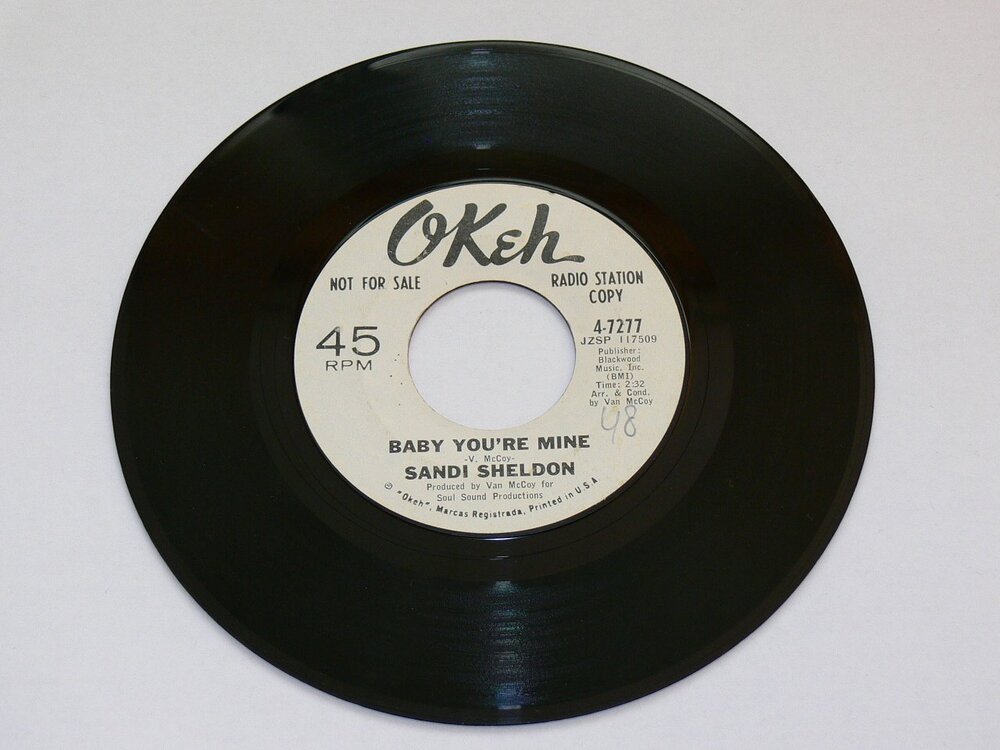 OKeh
NOT FOR SALE
RADIO STATION
COPY
45
RPM
4-7277
JZSP 117509
Publisher:
Blackwood
Music, Inc.
(BMI)
Time: 2:32
Arr. & Cond.
by Van McCoy
48
BABY YOU'RE MINE
-V. McCoy-
SANDI SHELDON
Produced by Van McCoy for
Soul Sound Productions
© "Okeh", Marcas Registrada, Printed in U.S.A.